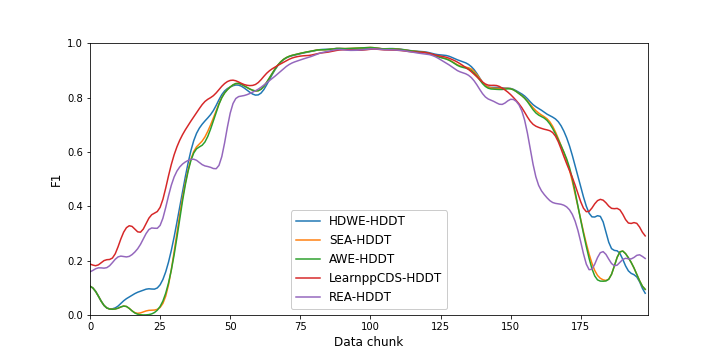 1.0
0.8
0.6
0.4
0.2
0.0
F1
HDWE-HDDT
SEA-HDDT
AWE-HDDT
LearnppCDS-HDDT
REA-HDDT
0 25 50 75 100 125 150 175
Data chunk